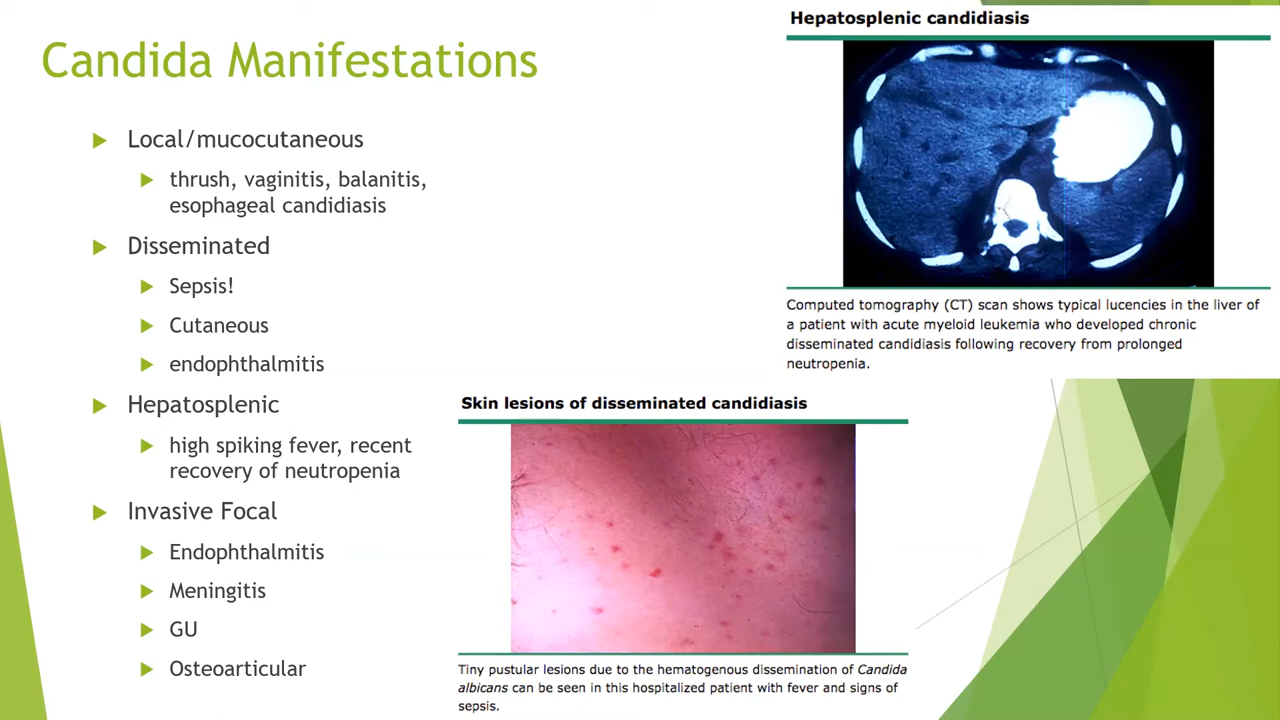 Candida Manifestations
Local/mucocutaneous
thrush, vaginitis, balanitis,
esophageal candidiasis
Disseminated
Sepsis!
Cutaneous
endophthalmitis
Hepatosplenic
high spiking fever, recent
recovery of neutropenia
Invasive Focal
Endophthalmitis
Meningitis
GU
Osteoarticular
Hepatosplenic candidiasis
Computed tomography (CT) scan shows typical lucencies in the liver of
a patient with acute myeloid leukemia who developed chronic
disseminated candidiasis following recovery from prolonged
neutropenia.
Skin lesions of disseminated candidiasis
Tiny pustular lesions due to the hematogenous dissemination of Candida
albicans can be seen in this hospitalized patient with fever and signs of
sepsis.